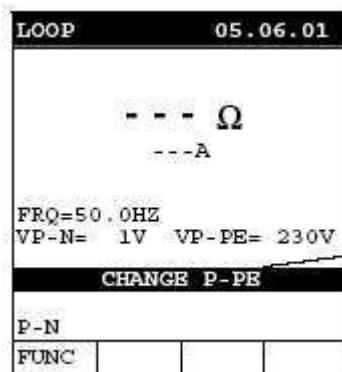 LOOP 05.06.01
--- Ω
---A
FRQ=50.0HZ
VP-N= 1V VP-PE= 230V
CHANGE P-PE
P-N
FUNC